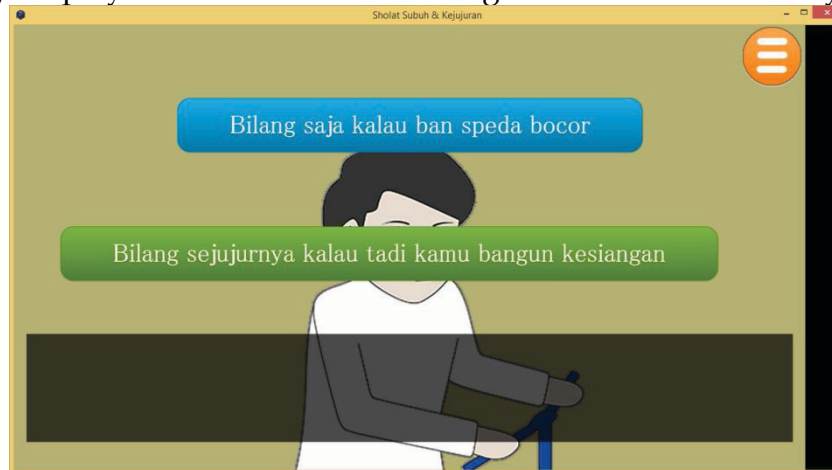 Sholat Subuh & Kejujuran
Bilang saja kalau ban speda bocor
Bilang sejujurnya kalau tadi kamu bangun kesiangan